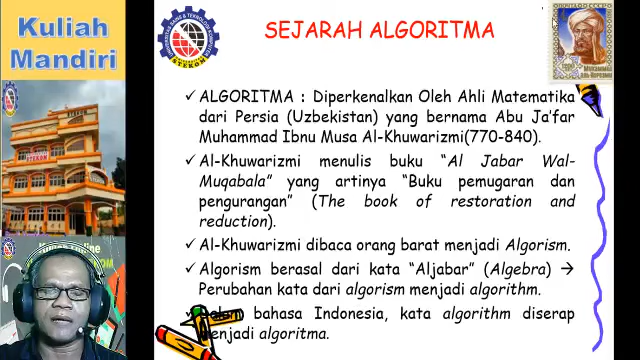 Kuliah
Mandiri
SEJARAH ALGORITMA
STEKOM
✓ ALGORITMA : Diperkenalkan Oleh Ahli Matematika
dari Persia (Uzbekistan) yang bernama Abu Ja’far
Muhammad Ibnu Musa Al-Khuwarizmi(770-840).
✓ Al-Khuwarizmi menulis buku “Al Jabar Wal-
Muqabala” yang artinya “Buku pemugaran dan
pengurangan” (The book of restoration and
reduction).
✓ Al-Khuwarizmi dibaca orang barat menjadi Algorism.
✓ Algorism berasal dari kata “Aljabar” (Algebra) →
Perubahan kata dari algorism menjadi algorithm.
bahasa Indonesia, kata algorithm diserap
menjadi algoritma.
STEKOM